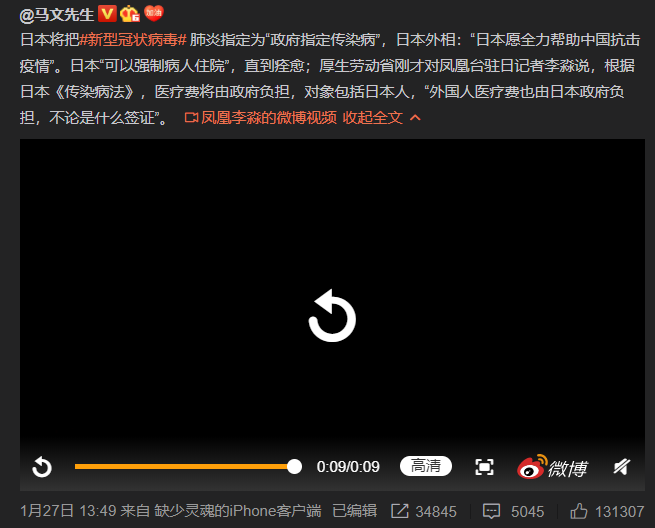 @马文先生 V 加油
日本将把#新型冠状病毒# 肺炎指定为“政府指定传染病”，日本外相：“日本愿全力帮助中国抗击
疫情”。日本“可以强制病人住院”，直到痊愈；厚生劳动省刚才对凤凰台驻日记者李淼说，根据
日本《传染病法》，医疗费将由政府负担，对象包括日本人，“外国人医疗费也由日本政府负
担，不论是什么签证”。 凤凰李淼的微博视频 收起全文
0:09/0:09 高清 微博
1月27日 13:49 来自 缺少灵魂的iPhone客户端 已编辑 34845 5045 131307